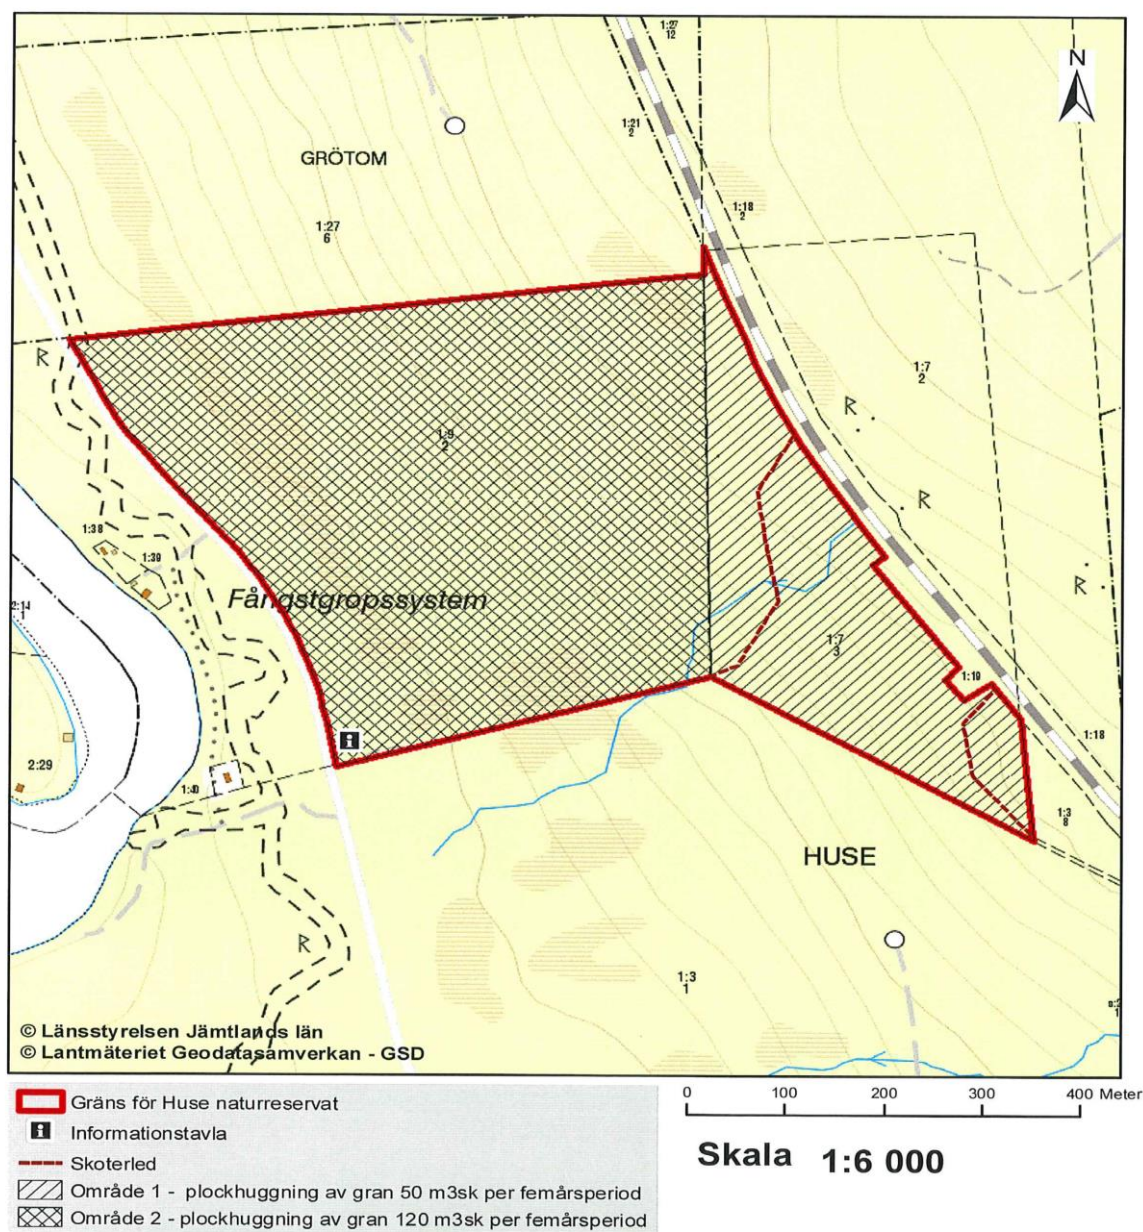 1:27
12
N
1:21
2
GRÖTOM
1:18
2
1:27
6
R
1:7
2
R
1:9
2
R
1:38
1:39
R
2:14
1
Fångstgropssystem
1:7
3
1:19
1:18
2:29
1:40
1:3
8
HUSE
R
1:3
1
© Länsstyrelsen Jämtlands län
© Lantmäteriet Geodatasamverkan - GSD
Gräns för Huse naturreservat
i Informationstavla
Skoterled
Område 1 - plockhuggning av gran 50 m3sk per femårsperiod
Område 2 - plockhuggning av gran 120 m3sk per femårsperiod
0 100 200 300 400 Meter
Skala 1:6 000